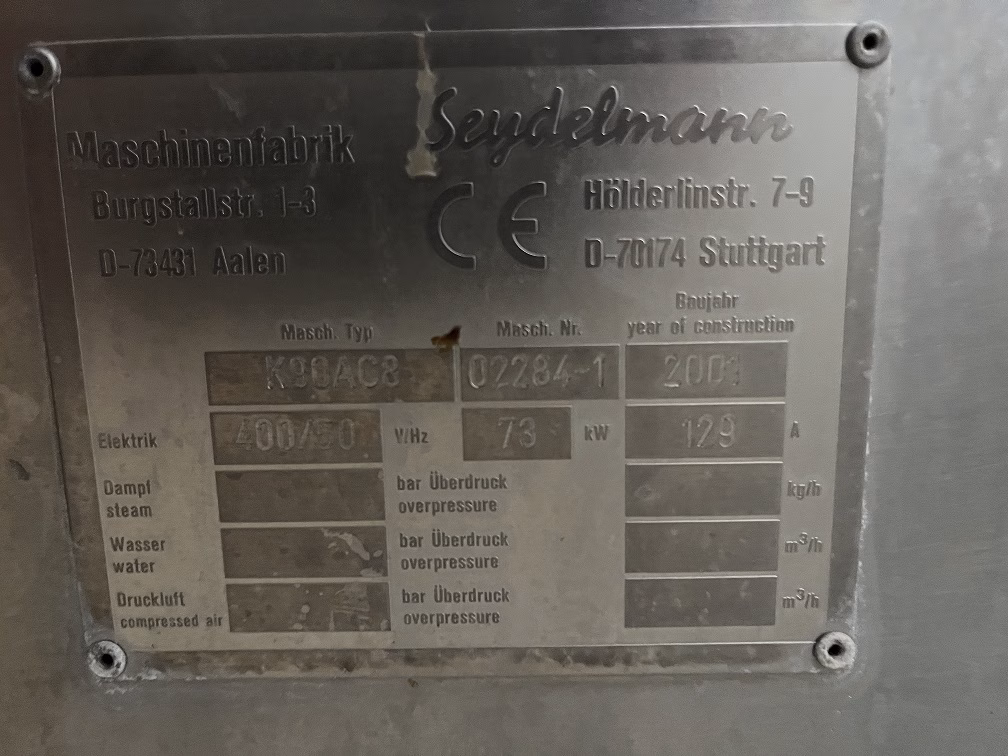 Maschinenfabrik Seydelmann
Burgstallstr. 1-3
D-73431 Aalen
CE
Hölderlinstr. 7-9
D-70174 Stuttgart
Masch. Typ
Masch. Nr.
Baujahr
year of construction
K90AC8
02284-1
2001
Elektrik 400/50 V/Hz 73 kW 129 A
Dampf
steam
bar Überdruck
overpressure
kg/h
Wasser
water
bar Überdruck
overpressure
m³/h
Druckluft
compressed air
bar Überdruck
overpressure
m³/h